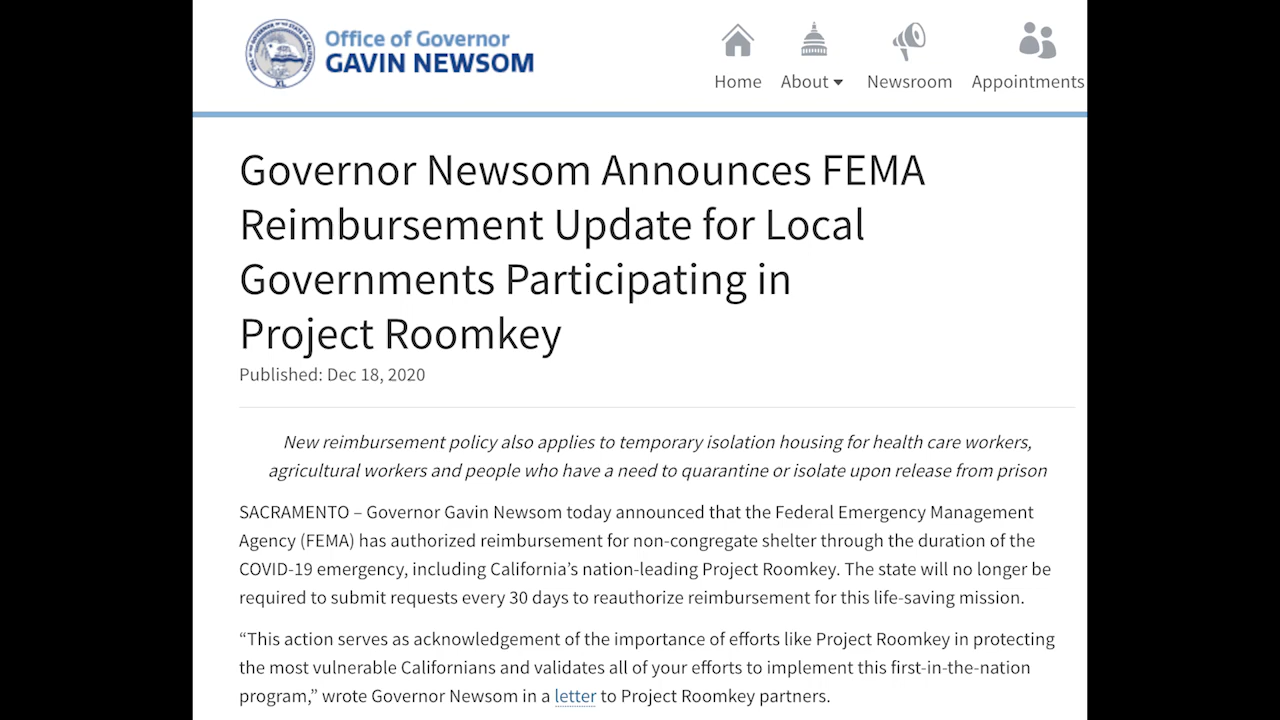 Office of Governor
GAVIN NEWSOM
Home
About
Newsroom
Appointments
Governor Newsom Announces FEMA
Reimbursement Update for Local
Governments Participating in
Project Roomkey
Published: Dec 18, 2020
New reimbursement policy also applies to temporary isolation housing for health care workers,
agricultural workers and people who have a need to quarantine or isolate upon release from prison
SACRAMENTO – Governor Gavin Newsom today announced that the Federal Emergency Management
Agency (FEMA) has authorized reimbursement for non-congregate shelter through the duration of the
COVID-19 emergency, including California’s nation-leading Project Roomkey. The state will no longer be
required to submit requests every 30 days to reauthorize reimbursement for this life-saving mission.
“This action serves as acknowledgement of the importance of efforts like Project Roomkey in protecting
the most vulnerable Californians and validates all of your efforts to implement this first-in-the-nation
program,” wrote Governor Newsom in a letter to Project Roomkey partners.